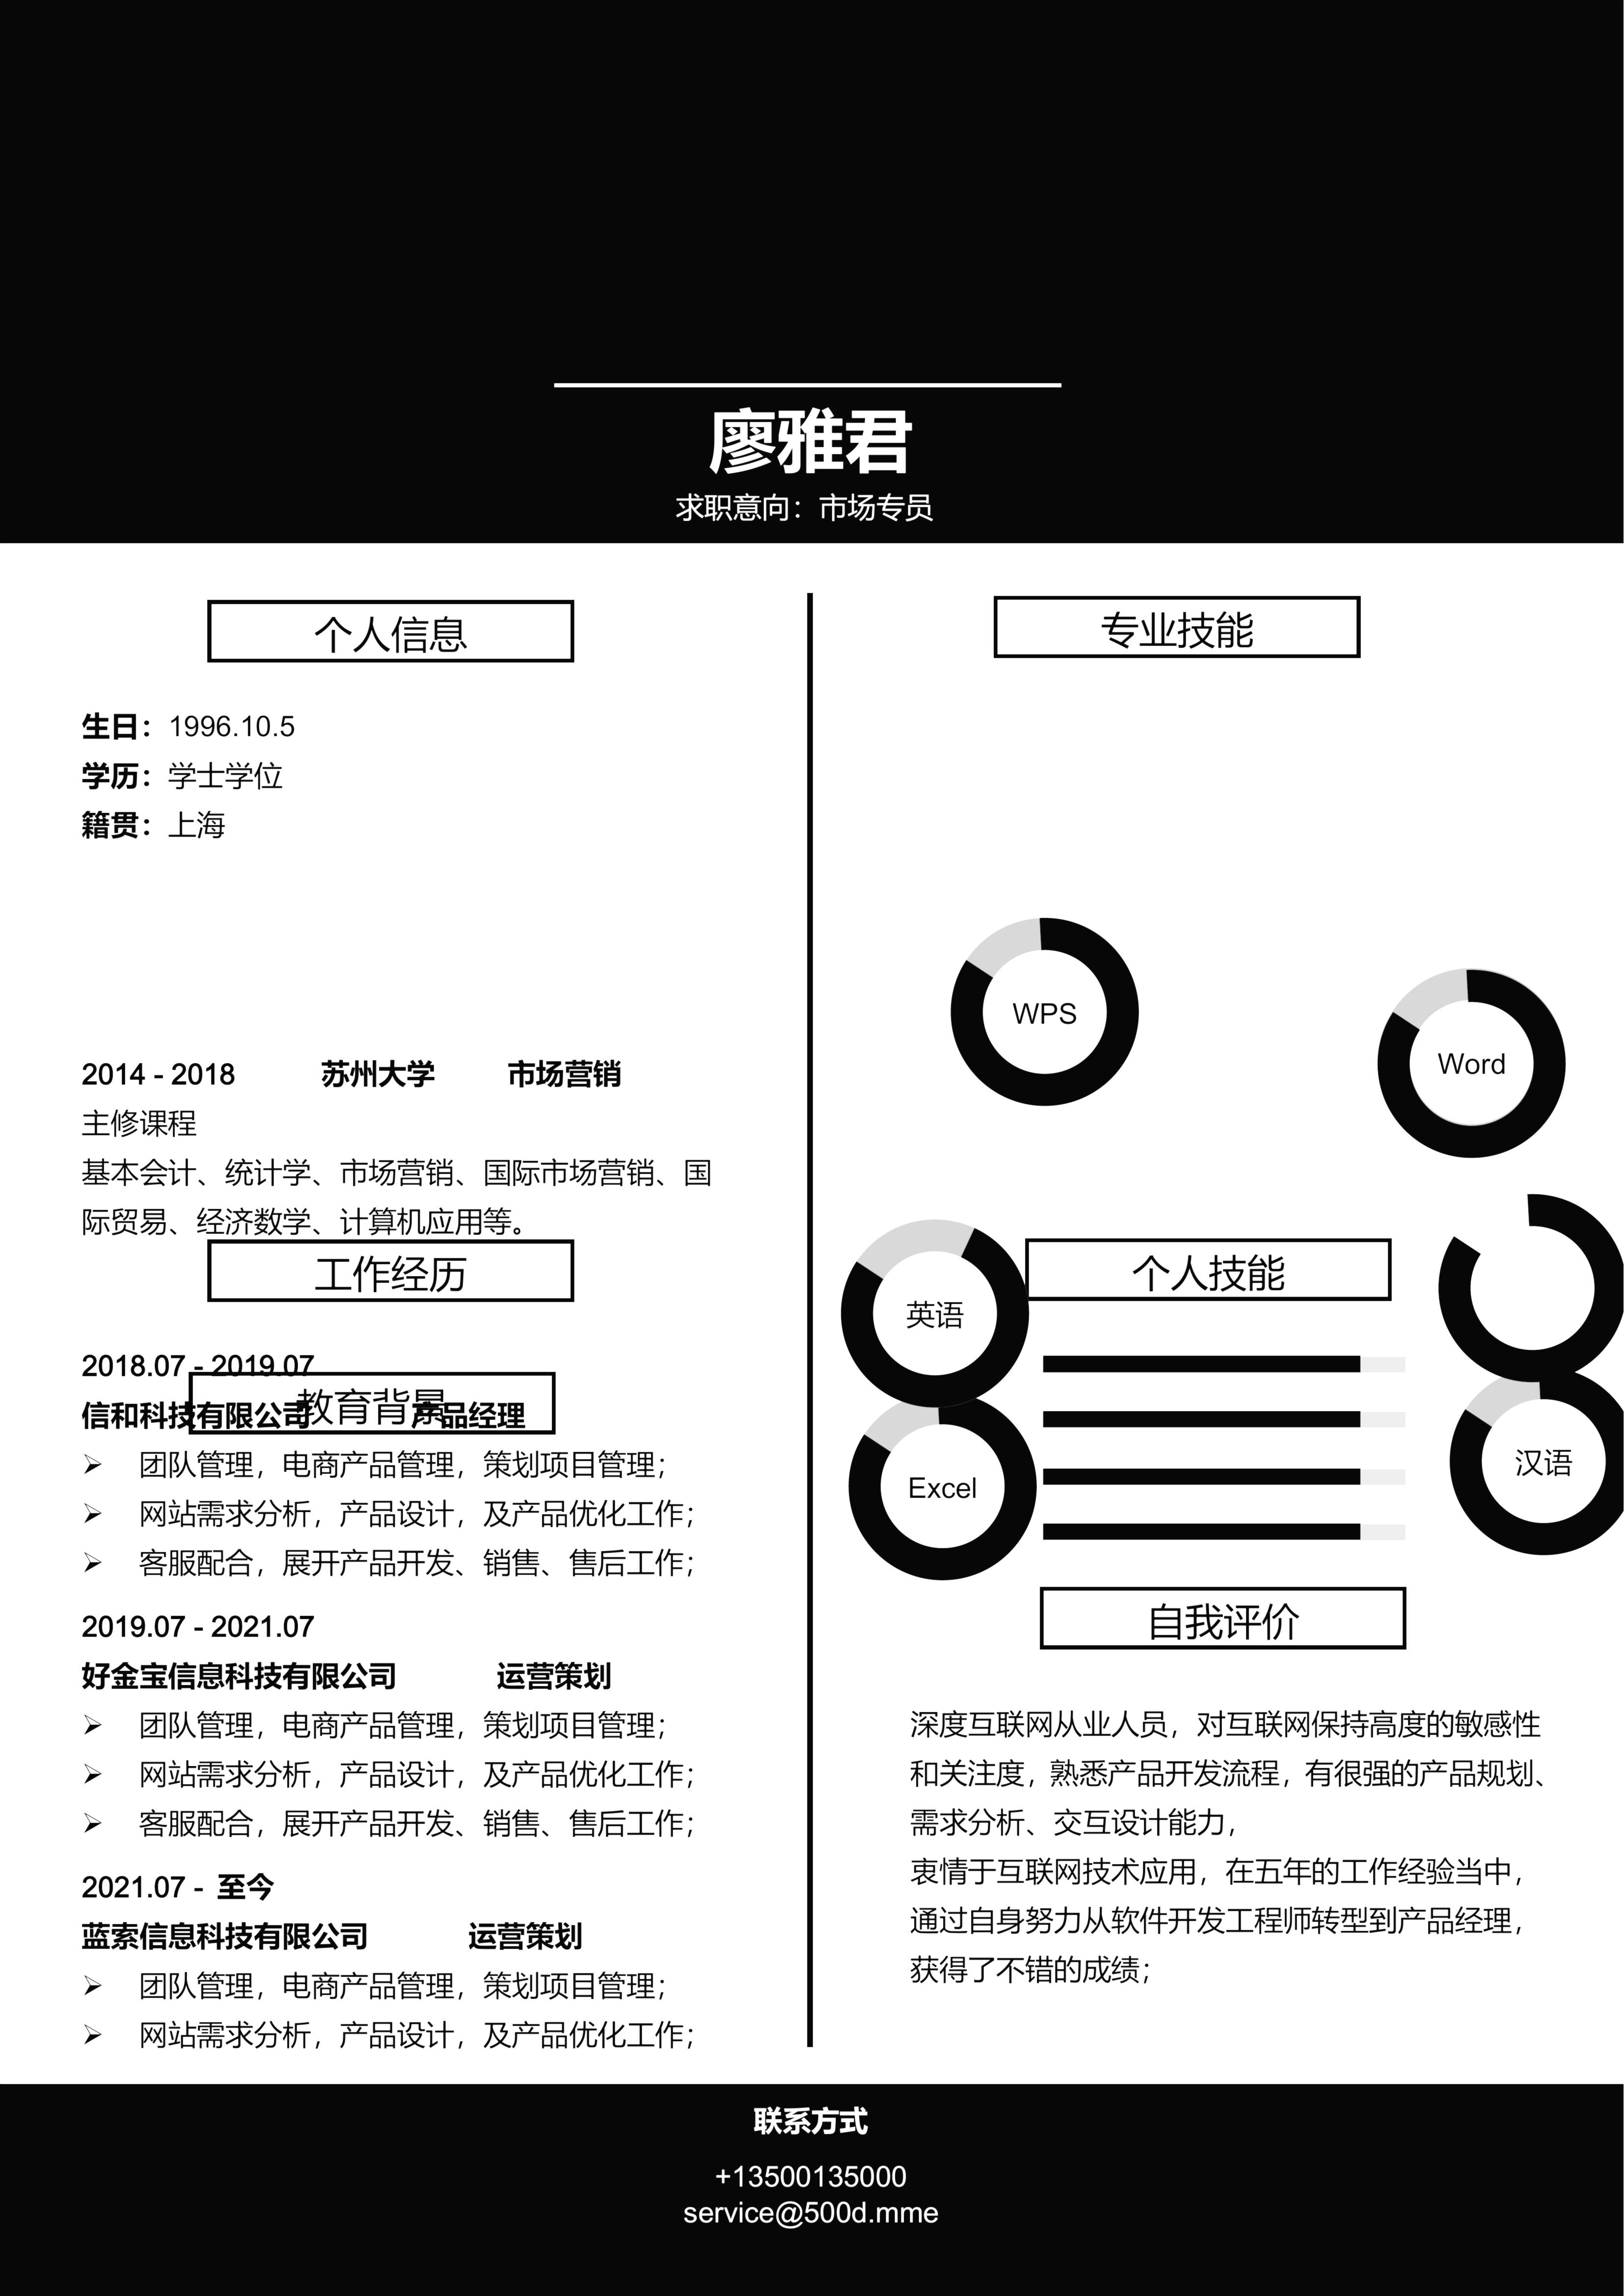 廖雅君
求职意向：市场专员
个人信息
生日：1996.10.5
学历：学士学位
籍贯：上海
2014 - 2018 苏州大学 市场营销
主修课程
基本会计、统计学、市场营销、国际市场营销、国
际贸易、经济数学、计算机应用等。
工作经历
2018.07 - 2019.07
教育背景
信和科技有限公司 产品经理
团队管理，电商产品管理，策划项目管理；
网站需求分析，产品设计，及产品优化工作；
客服配合，展开产品开发、销售、售后工作；
2019.07 - 2021.07
好金宝信息科技有限公司 运营策划
团队管理，电商产品管理，策划项目管理；
网站需求分析，产品设计，及产品优化工作；
客服配合，展开产品开发、销售、售后工作；
2021.07 - 至今
蓝索信息科技有限公司 运营策划
团队管理，电商产品管理，策划项目管理；
网站需求分析，产品设计，及产品优化工作；
专业技能
WPS
Word
英语
个人技能
汉语
Excel
自我评价
深度互联网从业人员，对互联网保持高度的敏感性
和关注度，熟悉产品开发流程，有很强的产品规划、
需求分析、交互设计能力，
衷情于互联网技术应用，在五年的工作经验当中，
通过自身努力从软件开发工程师转型到产品经理，
获得了不错的成绩；
联系方式
+13500135000
service@500d.mme